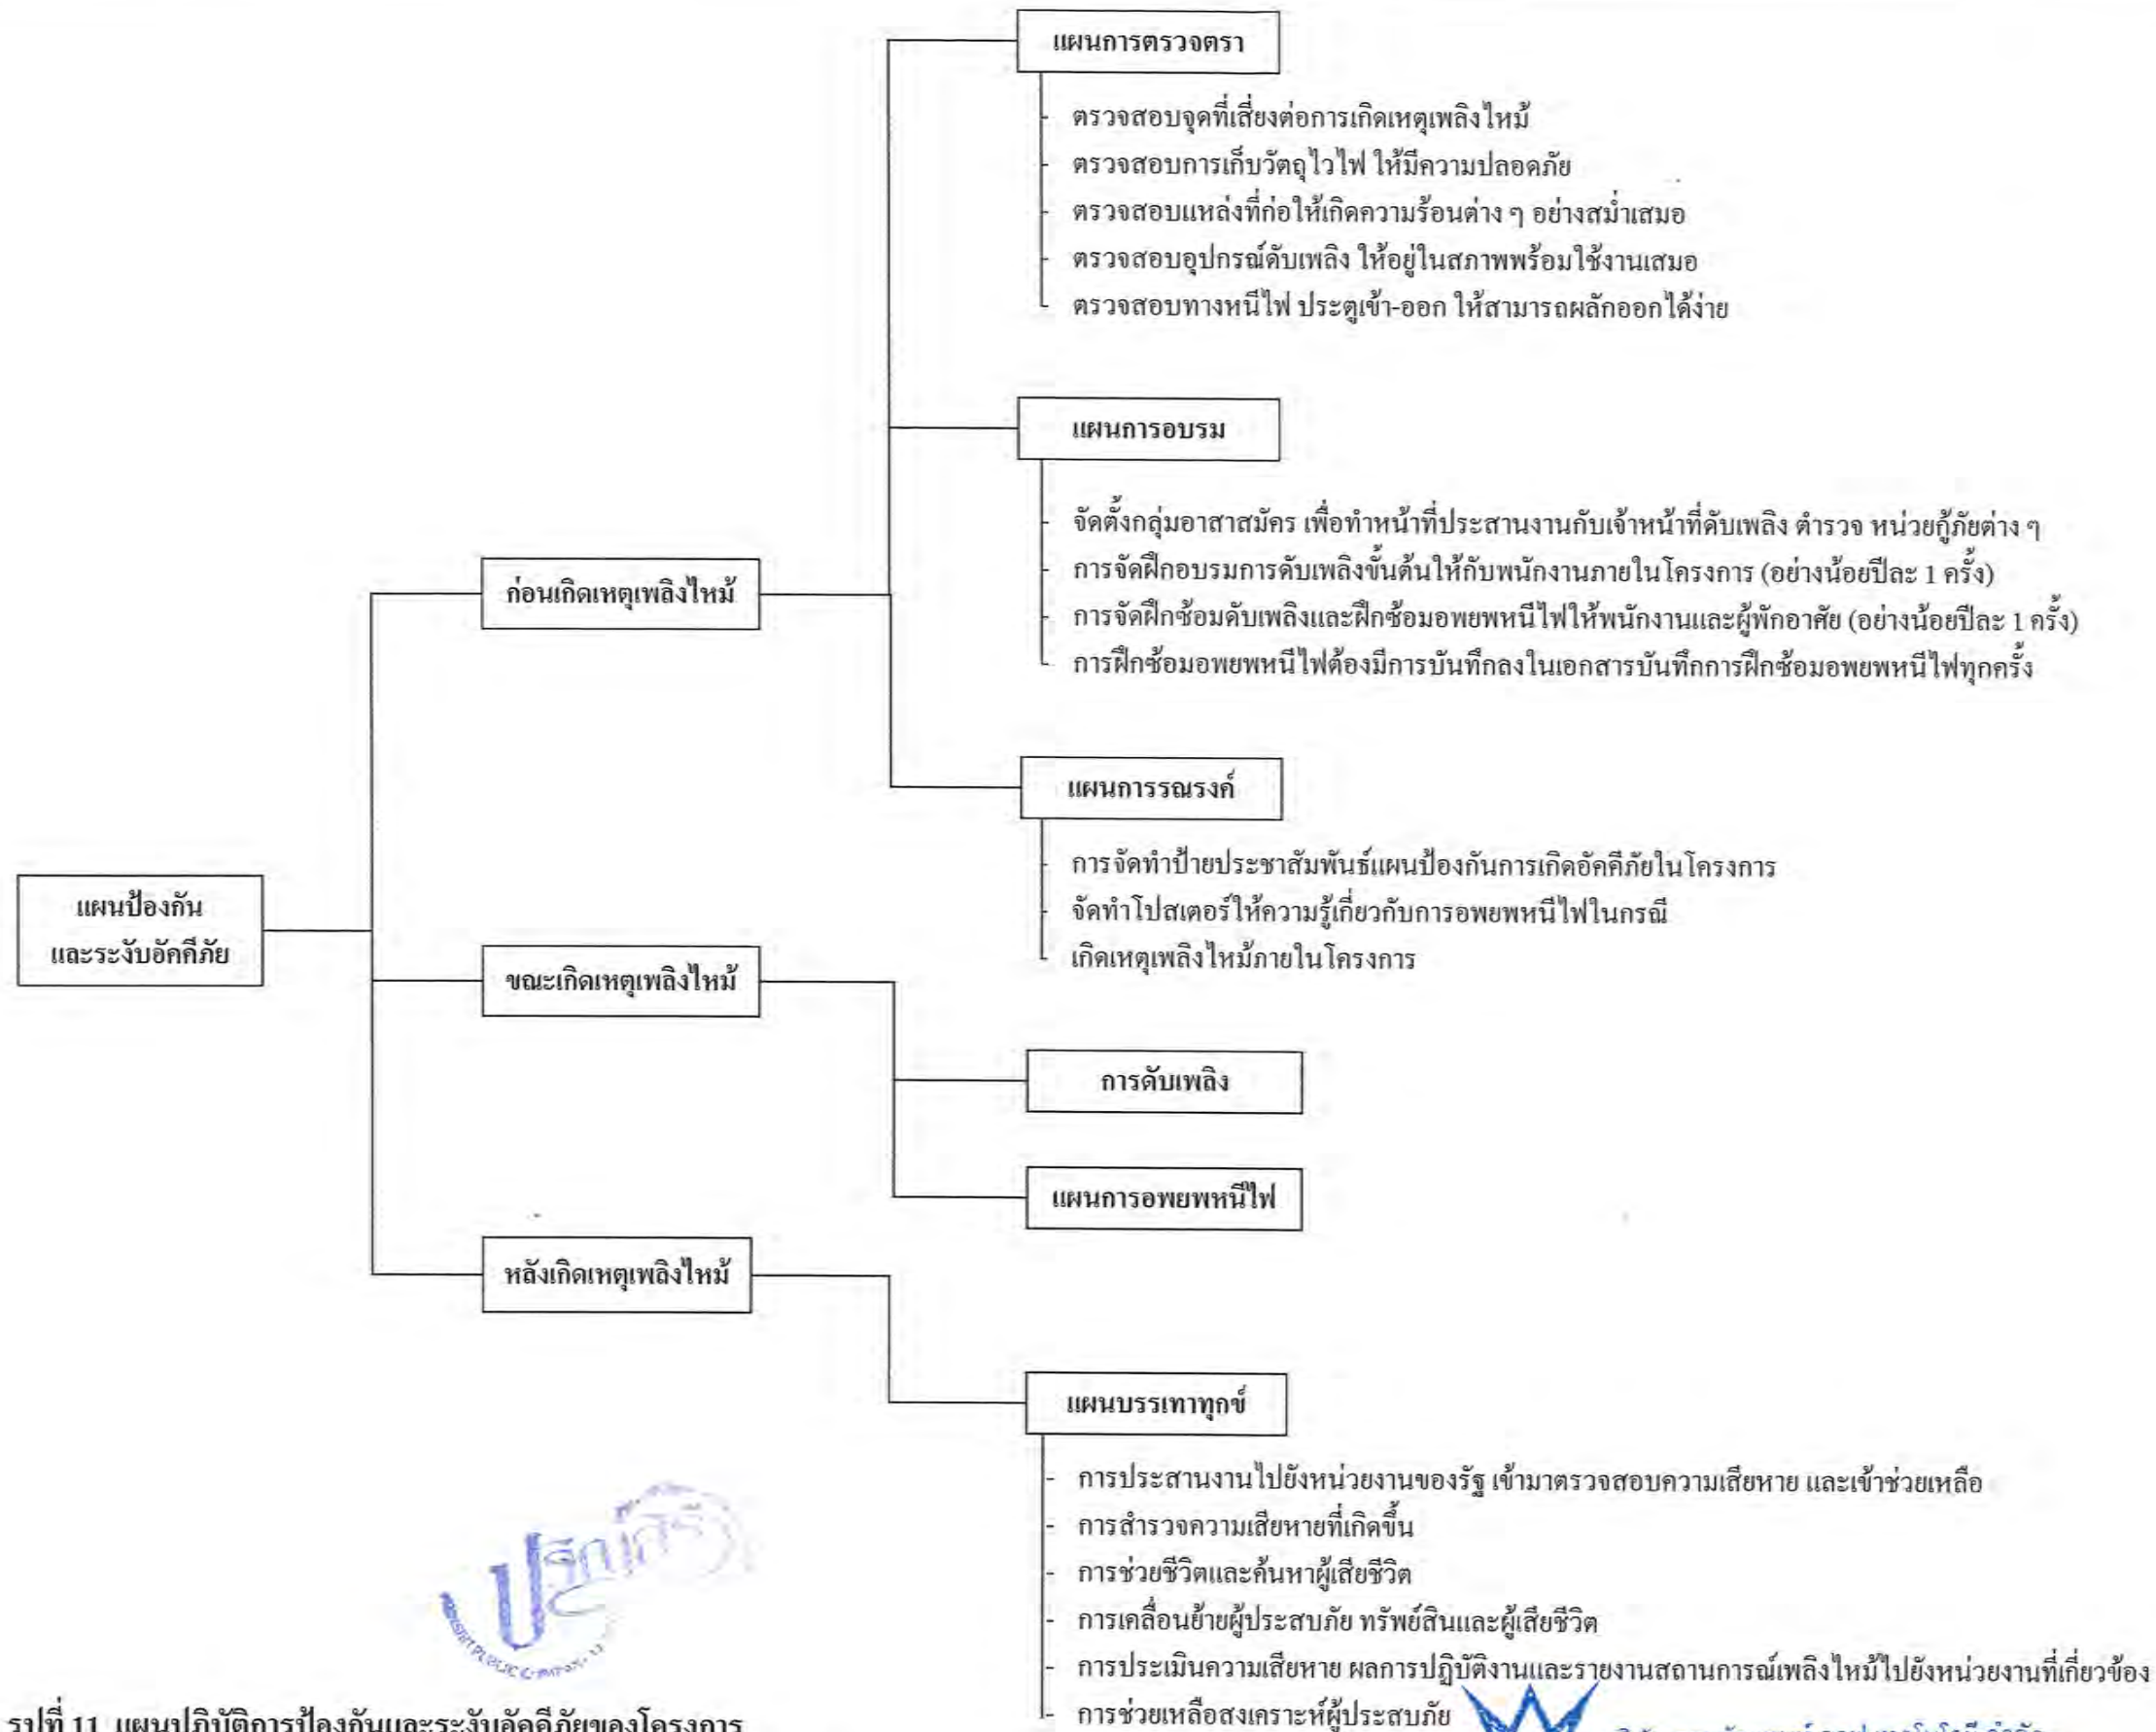 แผนการตรวจตรา
ตรวจสอบจุดที่เสี่ยงต่อการเกิดเหตุเพลิงไหม้
ตรวจสอบการเก็บวัตถุไวไฟ ให้มีความปลอดภัย
ตรวจสอบแหล่งที่ก่อให้เกิดความร้อนต่าง ๆ อย่างสม่ำเสมอ
ตรวจสอบอุปกรณ์ดับเพลิง ให้อยู่ในสภาพพร้อมใช้งานเสมอ
ตรวจสอบทางหนีไฟ ประตูเข้า-ออก ให้สามารถผลักออกได้ง่าย
แผนการอบรม
จัดตั้งกลุ่มอาสาสมัคร เพื่อทำหน้าที่ประสานงานกับเจ้าหน้าที่ดับเพลิง ตำรวจ หน่วยกู้ภัยต่าง ๆ
การจัดฝึกอบรมการดับเพลิงขั้นต้นให้กับพนักงานภายในโครงการ (อย่างน้อยปีละ 1 ครั้ง)
การจัดฝึกซ้อมดับเพลิงและฝึกซ้อมอพยพหนีไฟให้พนักงานและผู้พักอาศัย (อย่างน้อยปีละ 1 ครั้ง)
การฝึกซ้อมอพยพหนีไฟต้องมีการบันทึกลงในเอกสารบันทึกการฝึกซ้อมอพยพหนีไฟทุกครั้ง
ก่อนเกิดเหตุเพลิงไหม้
แผนการรณรงค์
การจัดทำป้ายประชาสัมพันธ์แผนป้องกันการเกิดอัคคีภัยในโครงการ
จัดทำโปสเตอร์ให้ความรู้เกี่ยวกับการอพยพหนีไฟในกรณี
เกิดเหตุเพลิงไหม้ภายในโครงการ
แผนป้องกัน
และระงับอัคคีภัย
ขณะเกิดเหตุเพลิงไหม้
การดับเพลิง
แผนการอพยพหนีไฟ
หลังเกิดเหตุเพลิงไหม้
แผนบรรเทาทุกข์
- การประสานงานไปยังหน่วยงานของรัฐ เข้ามาตรวจสอบความเสียหาย และเข้าช่วยเหลือ
- การสำรวจความเสียหายที่เกิดขึ้น
- การช่วยชีวิตและค้นหาผู้เสียชีวิต
- การเคลื่อนย้ายผู้ประสบภัย ทรัพย์สินและผู้เสียชีวิต
- การประเมินความเสียหาย ผลการปฏิบัติงานและรายงานสถานการณ์เพลิงไหม้ไปยังหน่วยงานที่เกี่ยวข้อง
- การช่วยเหลือสงเคราะห์ผู้ประสบภัย
รูปที่ 11 แผนปฏิบัติการป้องกันและระงับอัคคีภัยของโครงการ